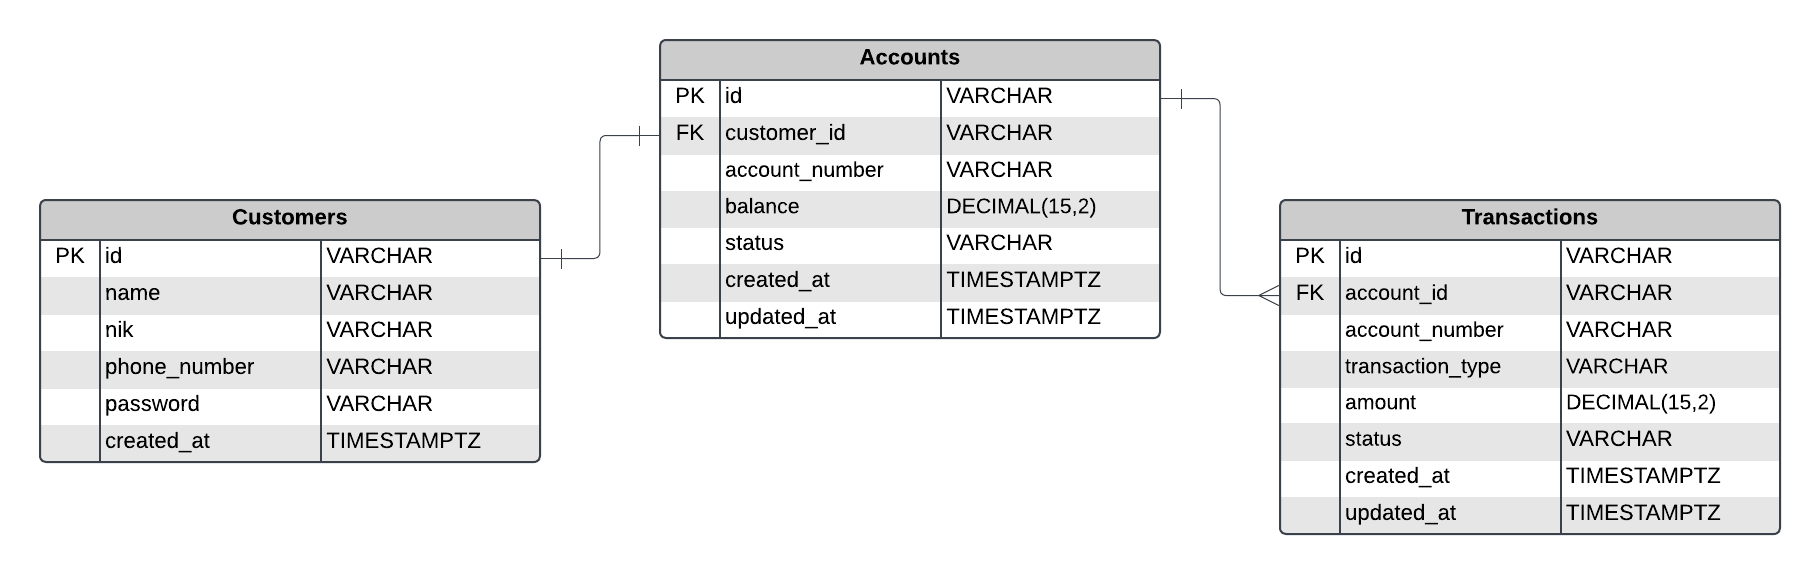 Accounts
PK id VARCHAR
FK customer_id VARCHAR
account_number VARCHAR
balance DECIMAL(15,2)
status VARCHAR
created_at TIMESTAMPTZ
updated_at TIMESTAMPTZ
Customers
PK id VARCHAR
name VARCHAR
nik VARCHAR
phone_number VARCHAR
password VARCHAR
created_at TIMESTAMPTZ
Transactions
PK id VARCHAR
FK account_id VARCHAR
account_number VARCHAR
transaction_type VARCHAR
amount DECIMAL(15,2)
status VARCHAR
created_at TIMESTAMPTZ
updated_at TIMESTAMPTZ